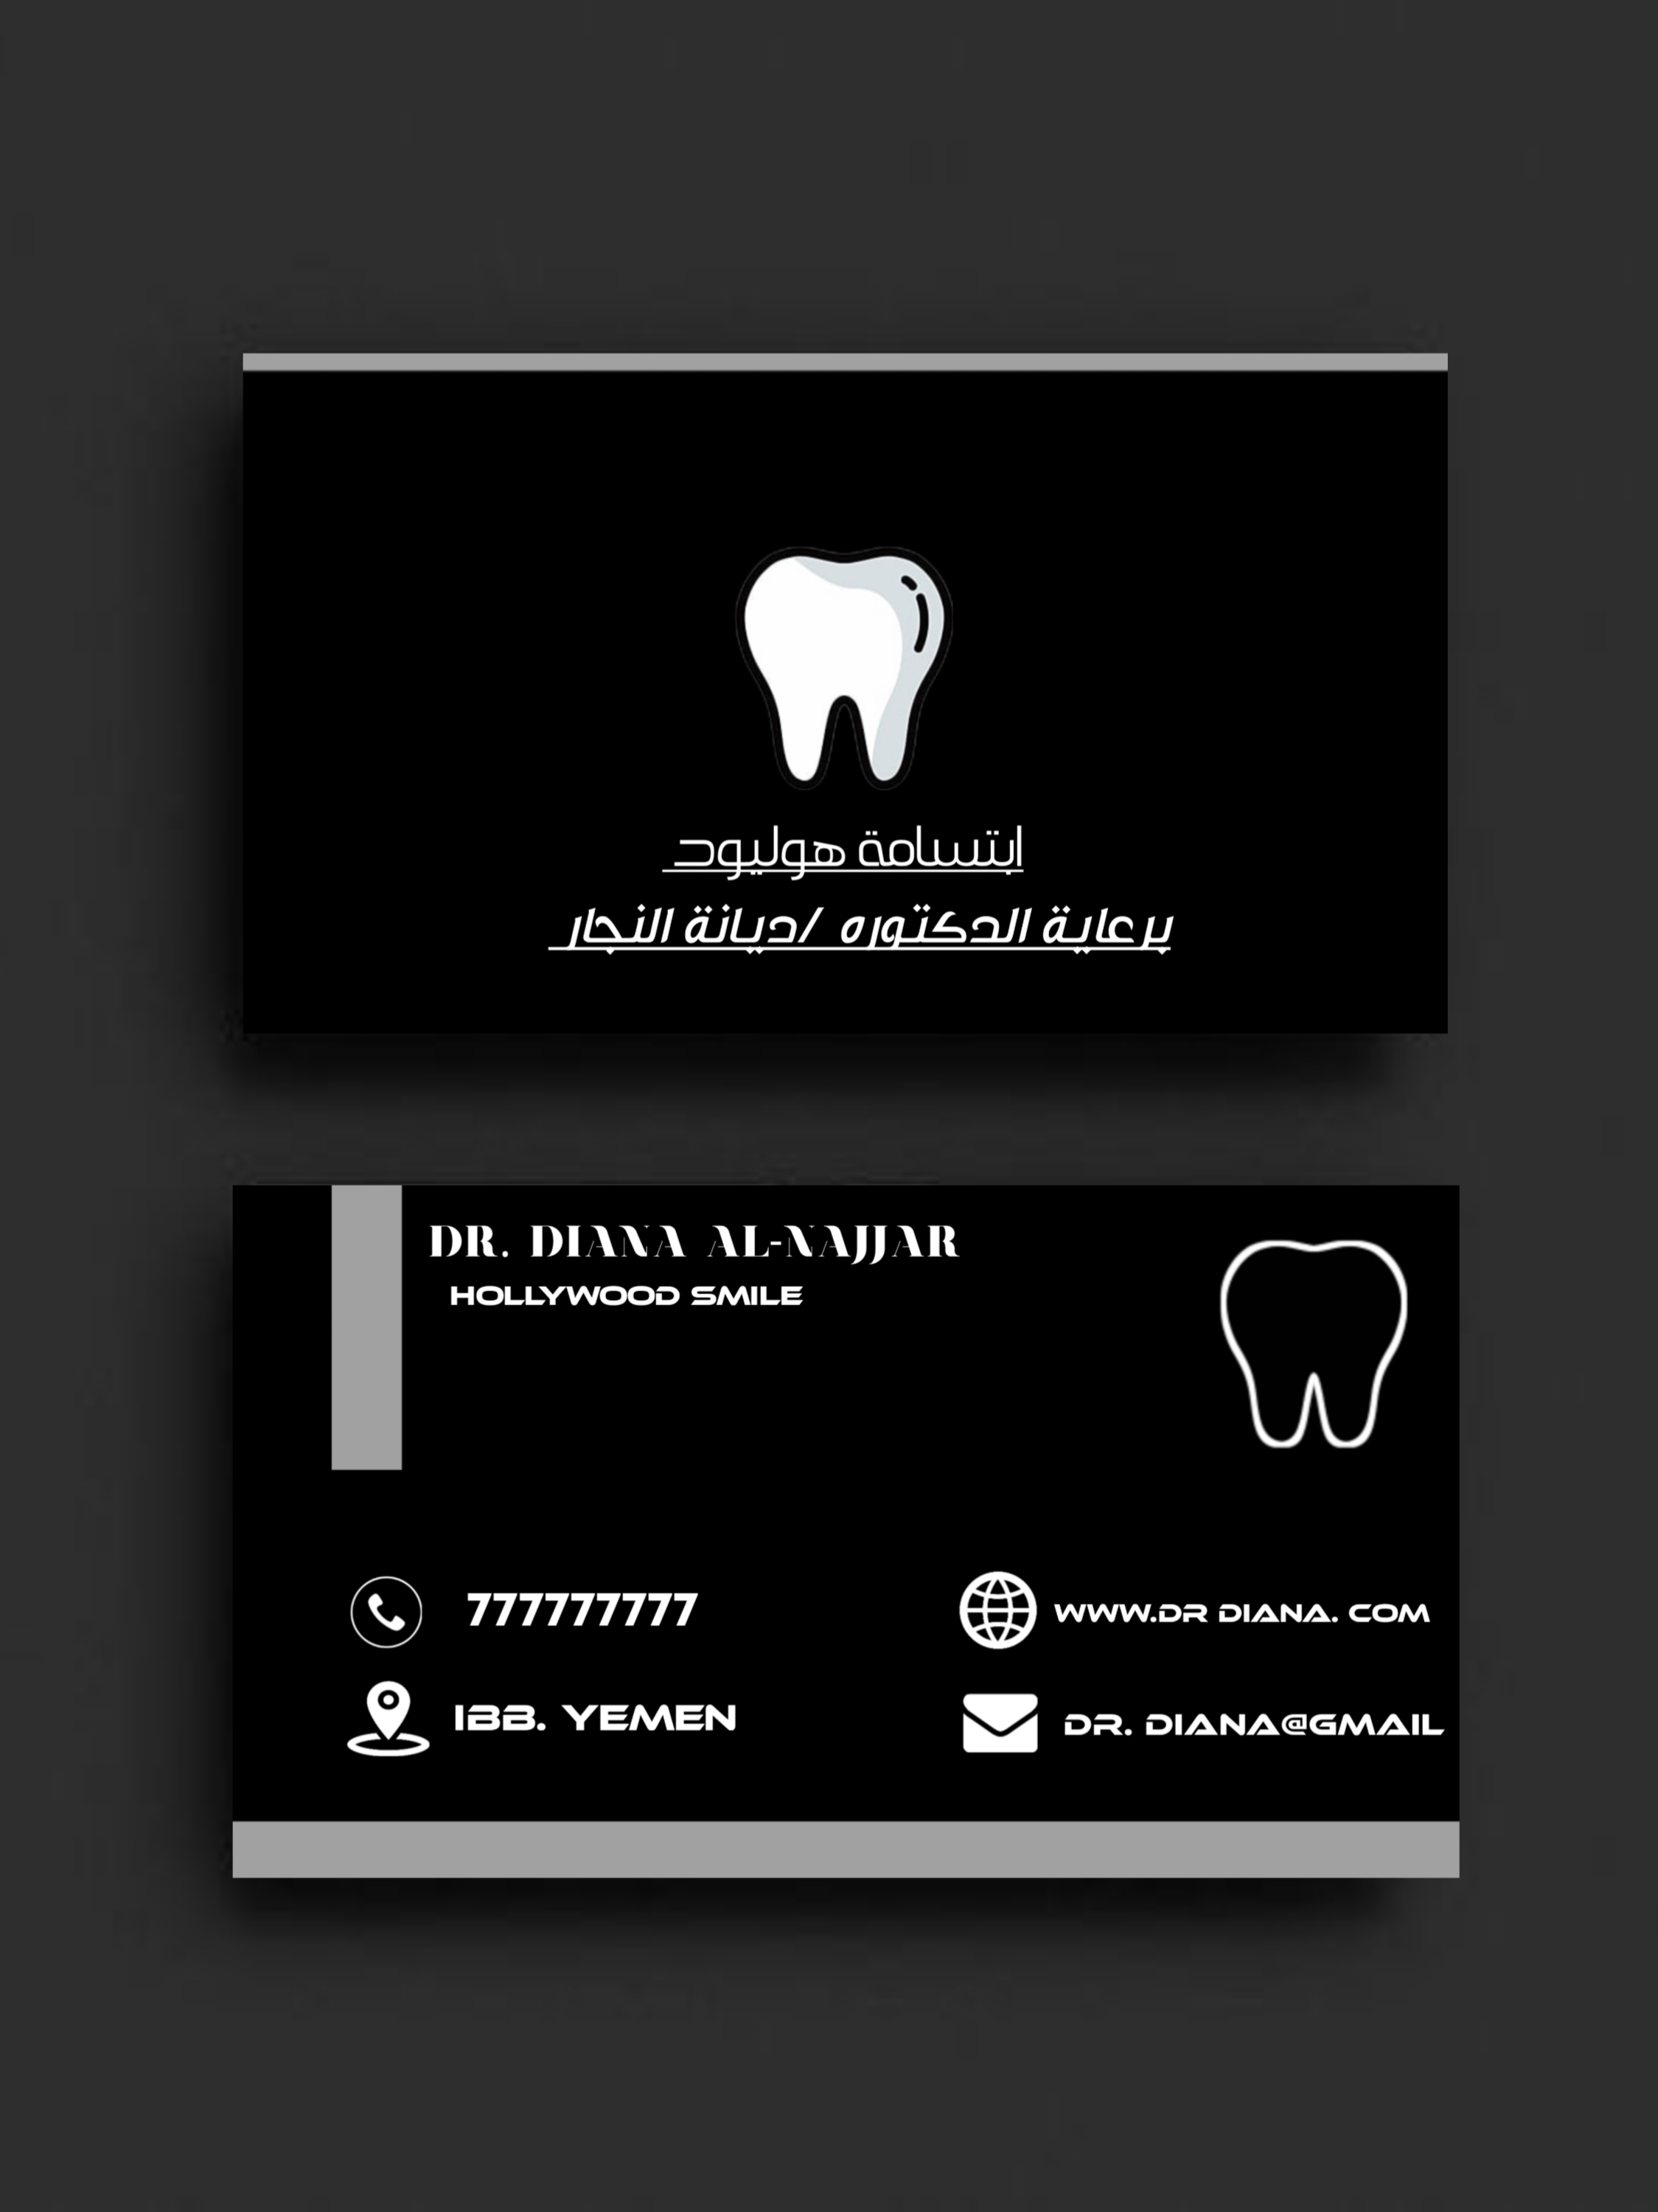 ابتسامة هوليود
برعاية الدكتوره /ديانة النجار
DR. DIANA AL-NAJJAR
HOLLYWOOD SMILE
777777777
WWW.DR DIANA. COM
IBB. YEMEN
DR. DIANA@GMAIL